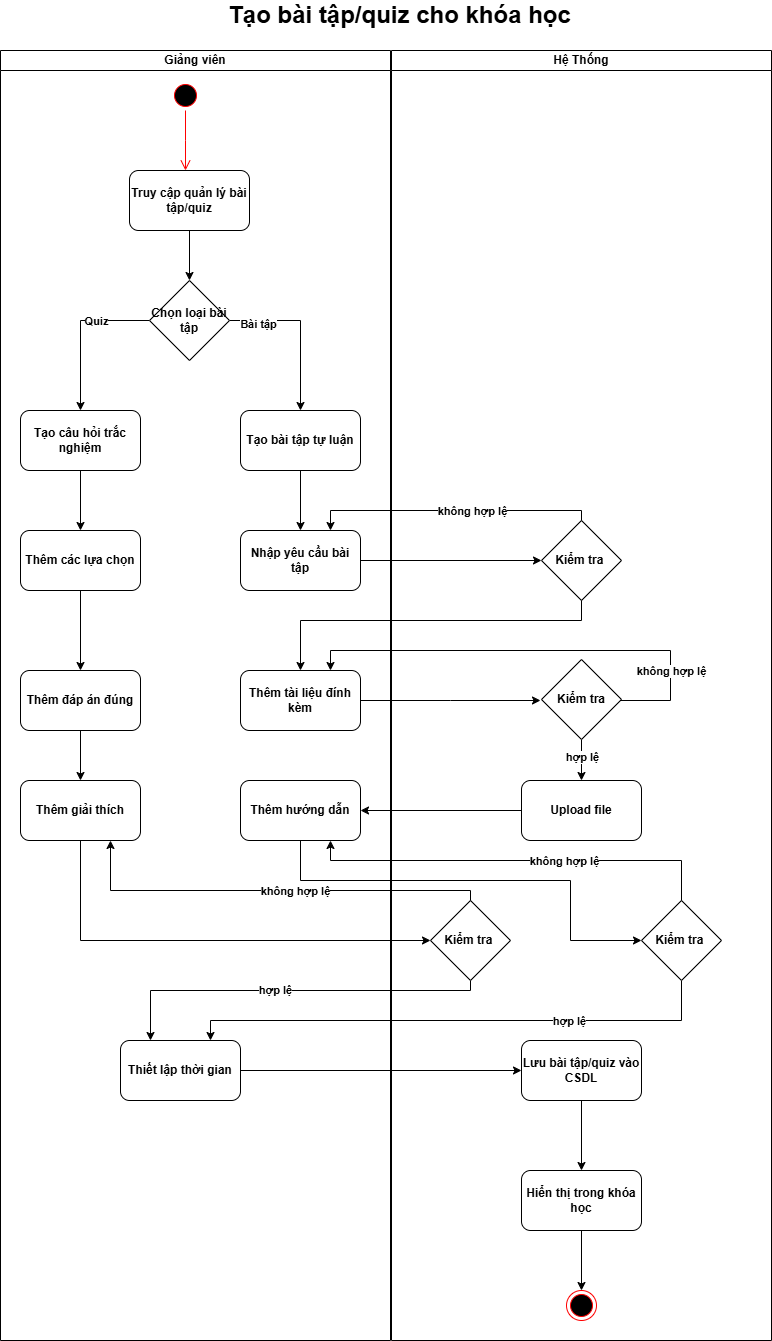 Tạo bài tập/quiz cho khóa học
Giảng viên
Hệ Thống
Truy cập quản lý bài
tập/quiz
Chọn loại bài
tập
Quiz
Bài tập
Tạo câu hỏi trắc
nghiệm
Tạo bài tập tự luận
không hợp lệ
Thêm các lựa chọn
Nhập yêu cầu bài
tập
Kiểm tra
không hợp lệ
Thêm đáp án đúng
Thêm tài liệu đính
kèm
Kiểm tra
hợp lệ
Thêm giải thích
Thêm hướng dẫn
Upload file
không hợp lệ
không hợp lệ
Kiểm tra
Kiểm tra
hợp lệ
hợp lệ
Thiết lập thời gian
Lưu bài tập/quiz vào
CSDL
Hiển thị trong khóa
học